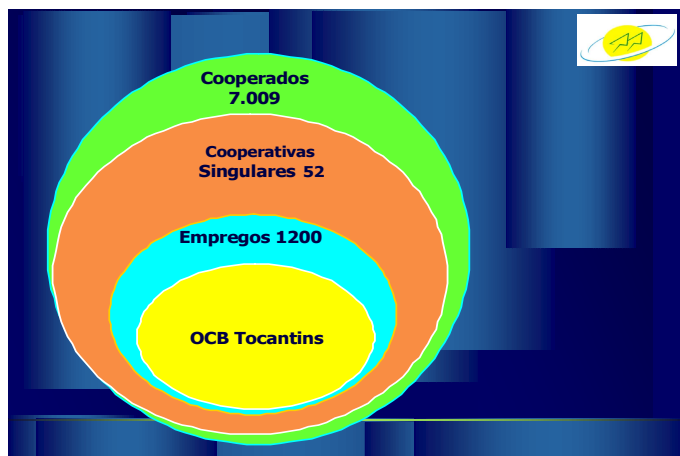 Cooperados
7.009
Cooperativas
Singulares 52
Empregos 1200
OCB Tocantins